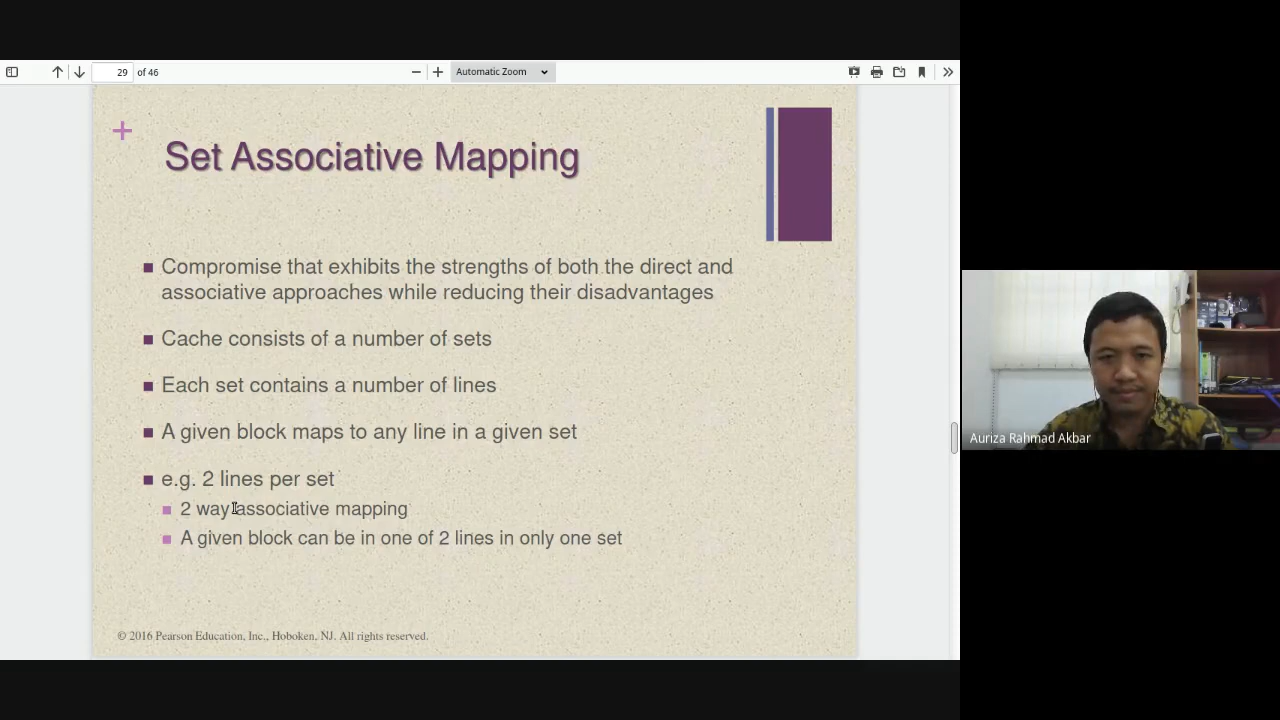 29 of 46 Automatic Zoom
+
Set Associative Mapping
Compromise that exhibits the strengths of both the direct and
associative approaches while reducing their disadvantages
Cache consists of a number of sets
Each set contains a number of lines
A given block maps to any line in a given set
e.g. 2 lines per set
2 way associative mapping
A given block can be in one of 2 lines in only one set
© 2016 Pearson Education, Inc., Hoboken, NJ. All rights reserved.
Auriza Rahmad Akbar